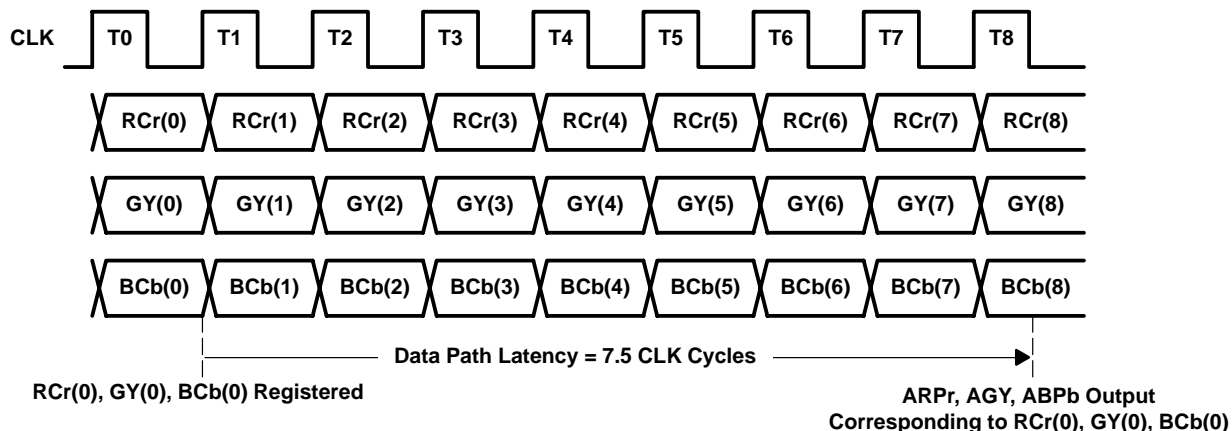 CLK T0 T1 T2 T3 T4 T5 T6 T7 T8
RCr(0) RCr(1) RCr(2) RCr(3) RCr(4) RCr(5) RCr(6) RCr(7) RCr(8)
GY(0) GY(1) GY(2) GY(3) GY(4) GY(5) GY(6) GY(7) GY(8)
BCb(0) BCb(1) BCb(2) BCb(3) BCb(4) BCb(5) BCb(6) BCb(7) BCb(8)
Data Path Latency = 7.5 CLK Cycles
RCr(0), GY(0), BCb(0) Registered
ARPr, AGY, ABPb Output
Corresponding to RCr(0), GY(0), BCb(0)